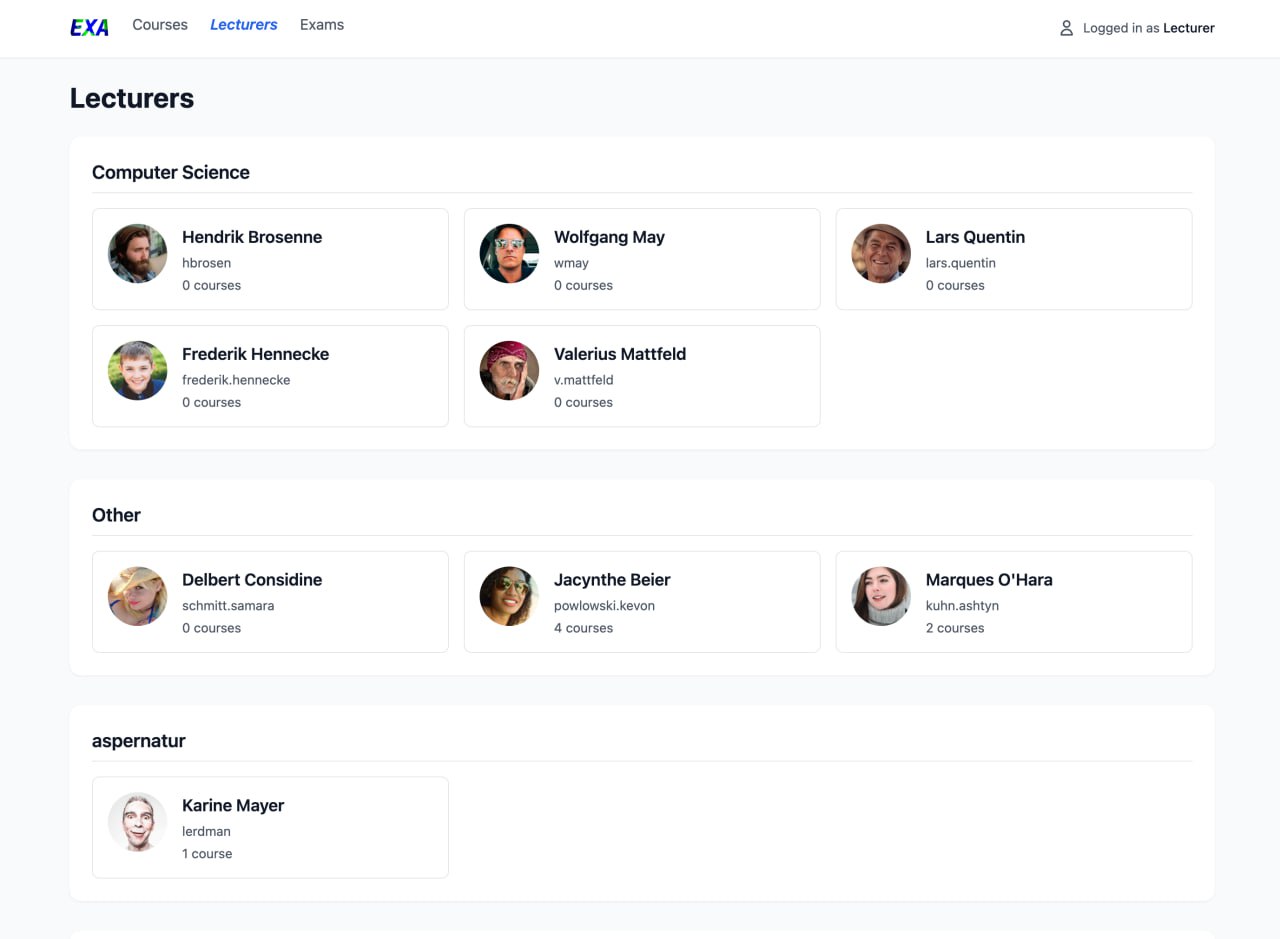 EXA Courses Lecturers Exams Logged in as Lecturer
Lecturers
Computer Science
Hendrik Brosenne
hbrosen
0 courses
Wolfgang May
wmay
0 courses
Lars Quentin
lars.quentin
0 courses
Frederik Hennecke
frederik.hennecke
0 courses
Valerius Mattfeld
v.mattfeld
0 courses
Other
Delbert Considine
schmitt.samara
0 courses
Jacynthe Beier
powlowski.kevon
4 courses
Marques O'Hara
kuhn.ashtyn
2 courses
aspernatur
Karine Mayer
lerdman
1 course